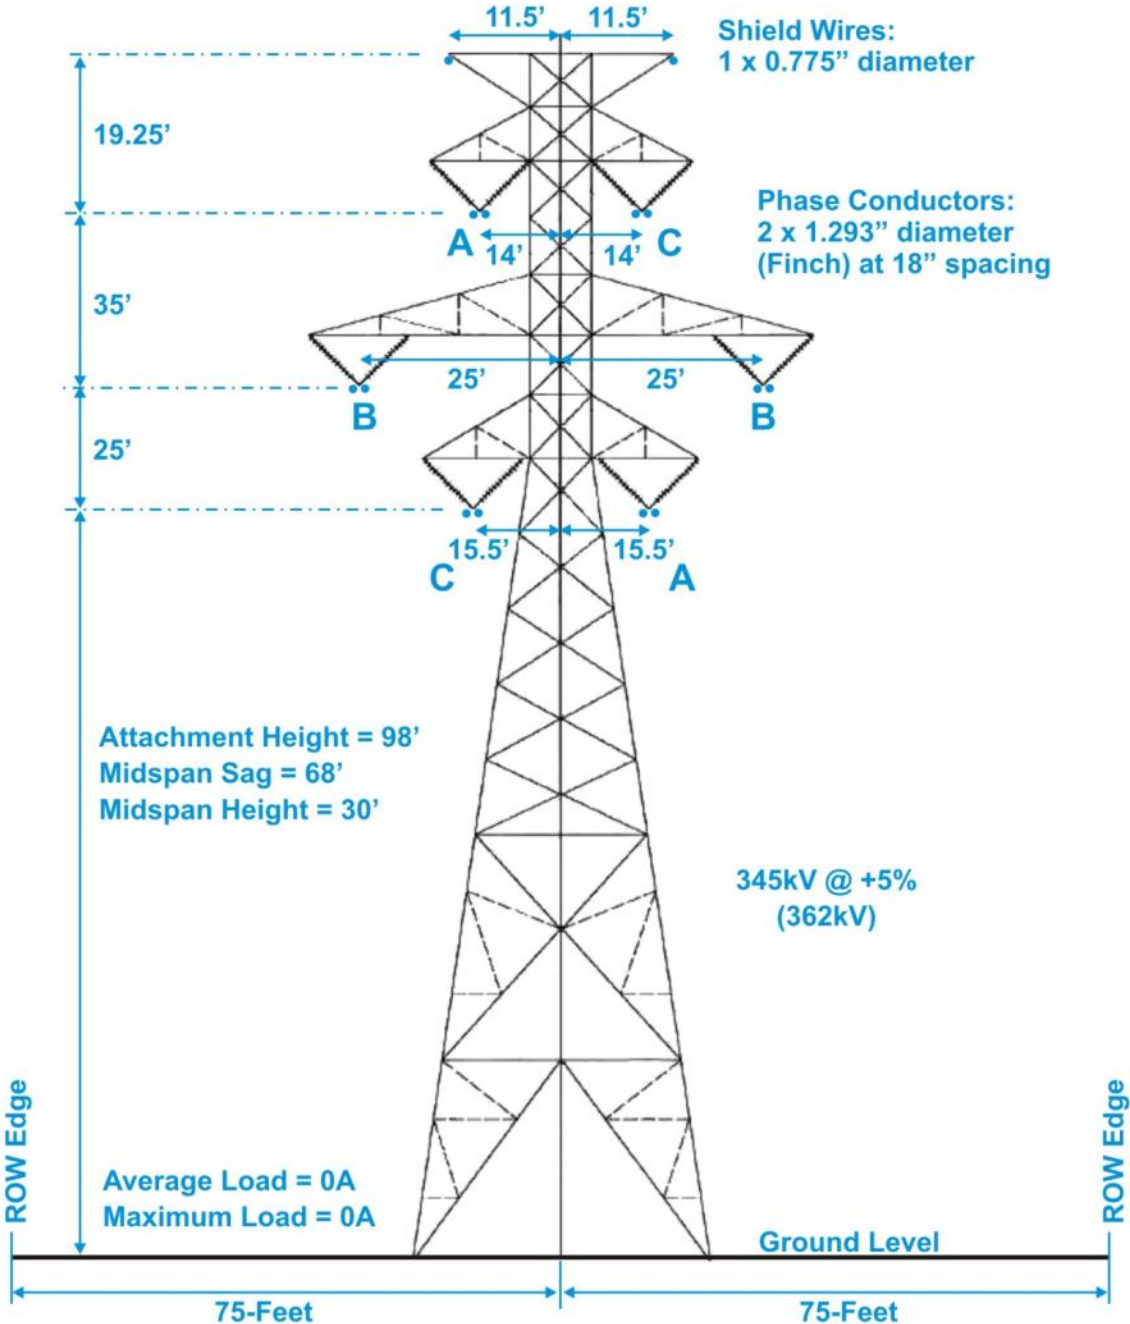 11.5’ 11.5’
Shield Wires:
1 x 0.775” diameter
19.25’
Phase Conductors:
2 x 1.293” diameter
(Finch) at 18” spacing
A 14’ 14’ C
35’
25’ 25’
B B
25’
15.5’ 15.5’
C A
Attachment Height = 98’
Midspan Sag = 68’
Midspan Height = 30’
345kV @ +5%
(362kV)
ROW Edge
ROW Edge
Average Load = 0A
Maximum Load = 0A
Ground Level
75-Feet 75-Feet